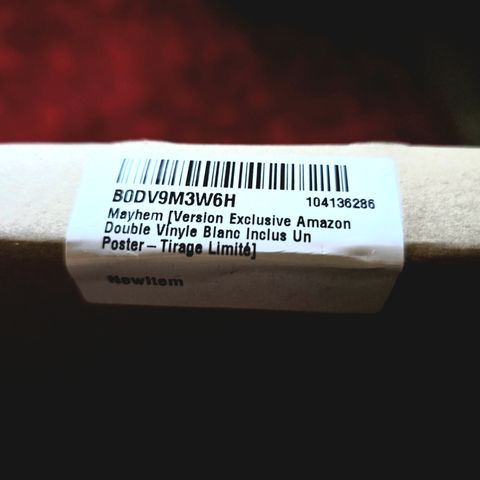 B0DV9M3W6H 104136286
Mayhem [Version Exclusive Amazon
Double Vinyle Blanc Inclus Un
Poster – Tirage Limité]
NewItem